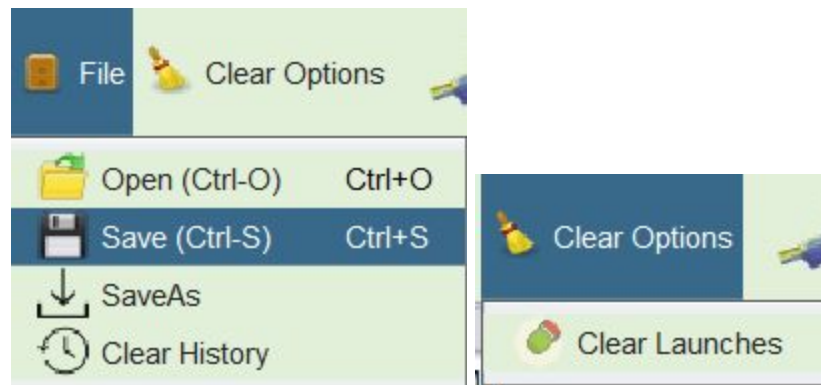 File Clear Options
Open (Ctrl-O) Ctrl+O
Save (Ctrl-S) Ctrl+S
SaveAs
Clear History
Clear Options
Clear Launches